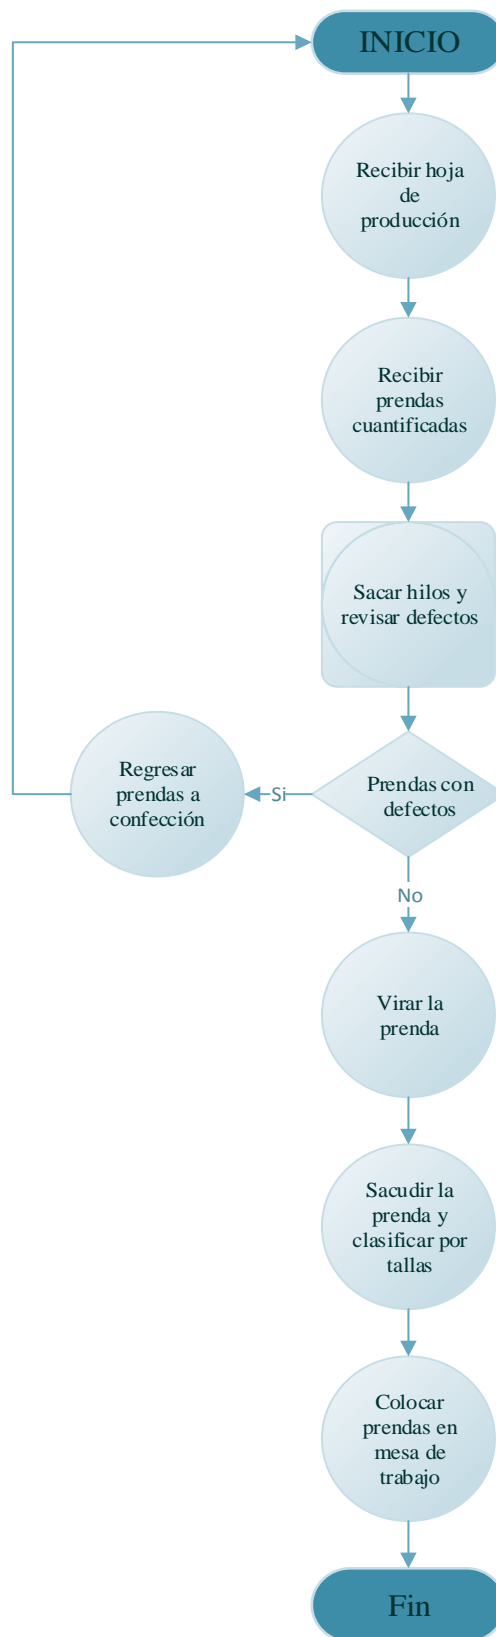 INICIO
Recibir hoja
de
producción
Recibir
prendas
cuantificadas
Sacar hilos y
revisar defectos
Prendas con
defectos
Si
Regresar
prendas a
confección
No
Virar la
prenda
Sacudir la
prenda y
clasificar por
tallas
Colocar
prendas en
mesa de
trabajo
Fin